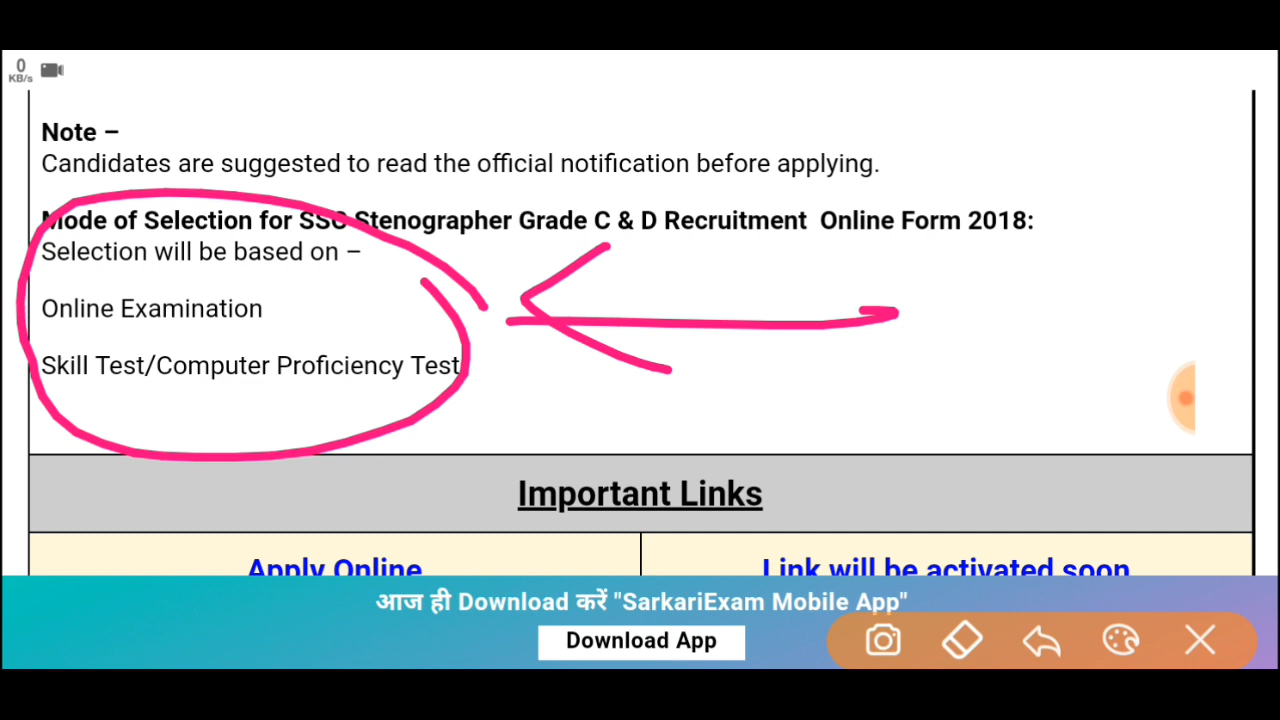 0
KB/s
Note –
Candidates are suggested to read the official notification before applying.
Mode of Selection for SSC Stenographer Grade C & D Recruitment Online Form 2018:
Selection will be based on –
Online Examination
Skill Test/Computer Proficiency Test
Important Links
Apply Online
Link will be activated soon
आज ही Download करें "SarkariExam Mobile App"
Download App